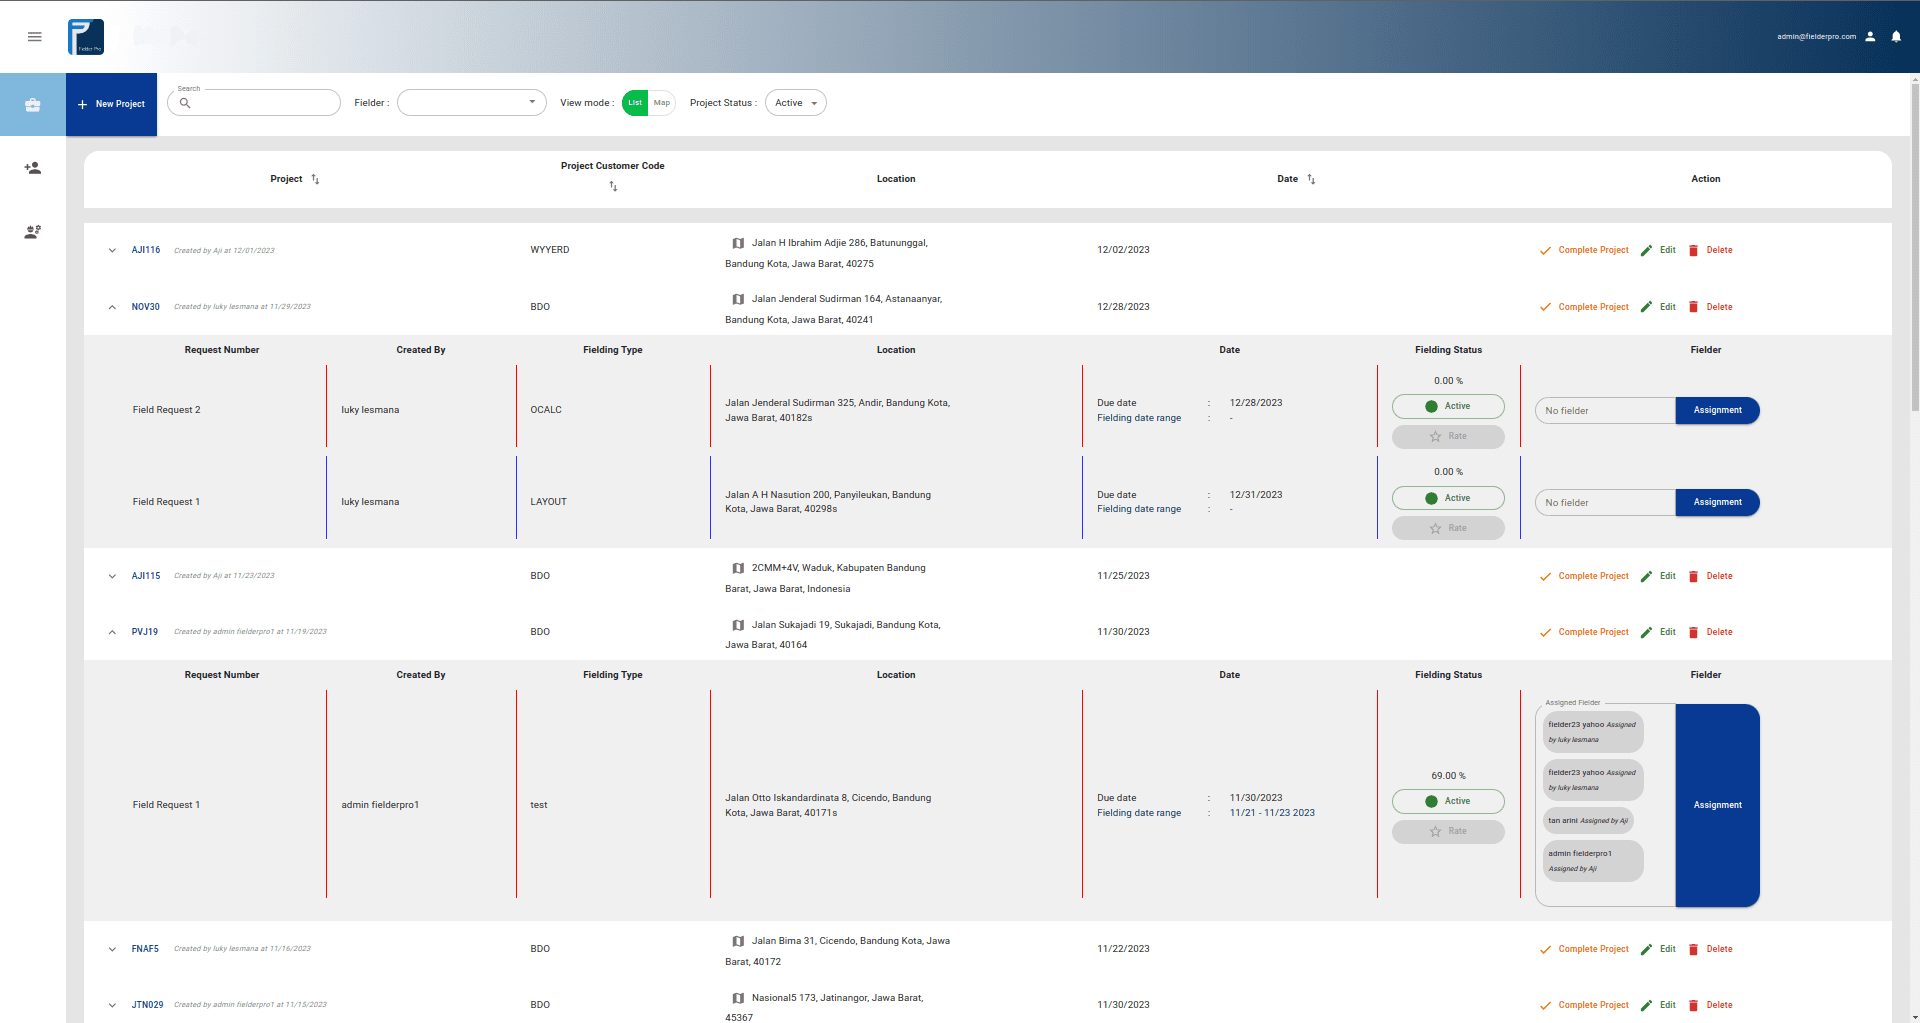 Fielder Pro
admin@fielderpro.com
New Project
Search
Fielder :
View mode :
List
Map
Project Status :
Active
Project
Project Customer Code
Location
Date
Action
AJI116
Created by Aji at 12/01/2023
WYYERD
Jalan H Ibrahim Adjie 286, Batununggal,
Bandung Kota, Jawa Barat, 40275
12/02/2023
Complete Project
Edit
Delete
NOV30
Created by luky lesmana at 11/29/2023
BDO
Jalan Jenderal Sudirman 164, Astanaanyar,
Bandung Kota, Jawa Barat, 40241
12/28/2023
Complete Project
Edit
Delete
Request Number
Created By
Fielding Type
Location
Date
Fielding Status
Fielder
Field Request 2
luky lesmana
OCALC
Jalan Jenderal Sudirman 325, Andir, Bandung Kota,
Jawa Barat, 40182s
Due date : 12/28/2023
Fielding date range : -
0.00 %
Active
Rate
No fielder
Assignment
Field Request 1
luky lesmana
LAYOUT
Jalan A H Nasution 200, Panyileukan, Bandung
Kota, Jawa Barat, 40298s
Due date : 12/31/2023
Fielding date range : -
0.00 %
Active
Rate
No fielder
Assignment
AJI115
Created by Aji at 11/23/2023
BDO
2CMM+4V, Waduk, Kabupaten Bandung
Barat, Jawa Barat, Indonesia
11/25/2023
Complete Project
Edit
Delete
PVJ19
Created by admin fielderpro1 at 11/19/2023
BDO
Jalan Sukajadi 19, Sukajadi, Bandung Kota,
Jawa Barat, 40164
11/30/2023
Complete Project
Edit
Delete
Request Number
Created By
Fielding Type
Location
Date
Fielding Status
Fielder
Field Request 1
admin fielderpro1
test
Jalan Otto Iskandardinata 8, Cicendo, Bandung
Kota, Jawa Barat, 40171s
Due date : 11/30/2023
Fielding date range : 11/21 - 11/23 2023
69.00 %
Active
Rate
Assigned Fielder
fielder23 yahoo Assigned
by luky lesmana
fielder23 yahoo Assigned
by luky lesmana
tan arini Assigned by Aji
admin fielderpro1
Assigned by Aji
Assignment
FNAF5
Created by luky lesmana at 11/16/2023
BDO
Jalan Bima 31, Cicendo, Bandung Kota, Jawa
Barat, 40172
11/22/2023
Complete Project
Edit
Delete
JTN029
Created by admin fielderpro1 at 11/15/2023
BDO
Nasional5 173, Jatinangor, Jawa Barat,
45367
11/30/2023
Complete Project
Edit
Delete